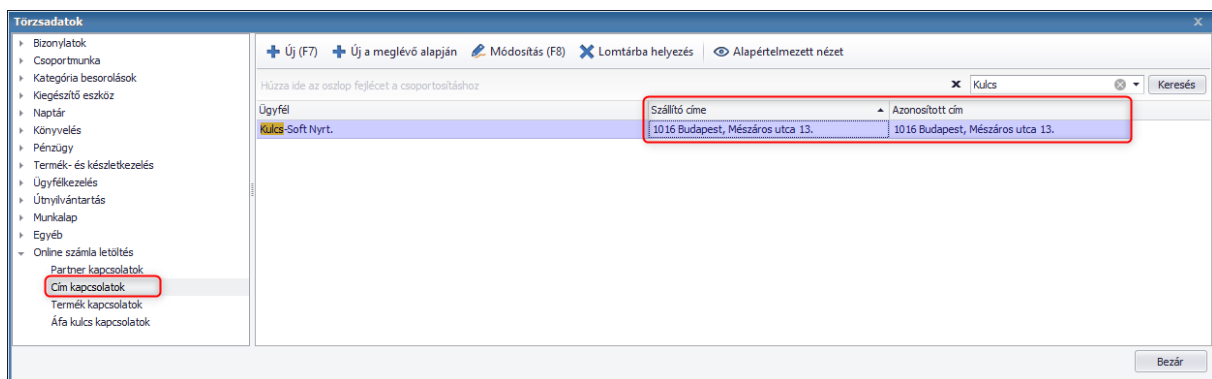 Törzsadatok
Bizonylatok
Csoportmunka
Kategória besorolások
Kiegészítő eszköz
Naptár
Könyvelés
Pénzügy
Termék- és készletkezelés
Ügyfélkezelés
Útnyilvántartás
Munkalap
Egyéb
Online számla letöltés
Partner kapcsolatok
Cím kapcsolatok
Termék kapcsolatok
Áfa kulcs kapcsolatok
Új (F7) Új a meglévő alapján Módosítás (F8) Lomtárba helyezés Alapértelmezett nézet
Húzza ide az oszlop fejlécét a csoportosításhoz Kulcs Keresés
Ügyfél Szállító címe Azonosított cím
Kulcs-Soft Nyrt. 1016 Budapest, Mészáros utca 13. 1016 Budapest, Mészáros utca 13.
Bezár